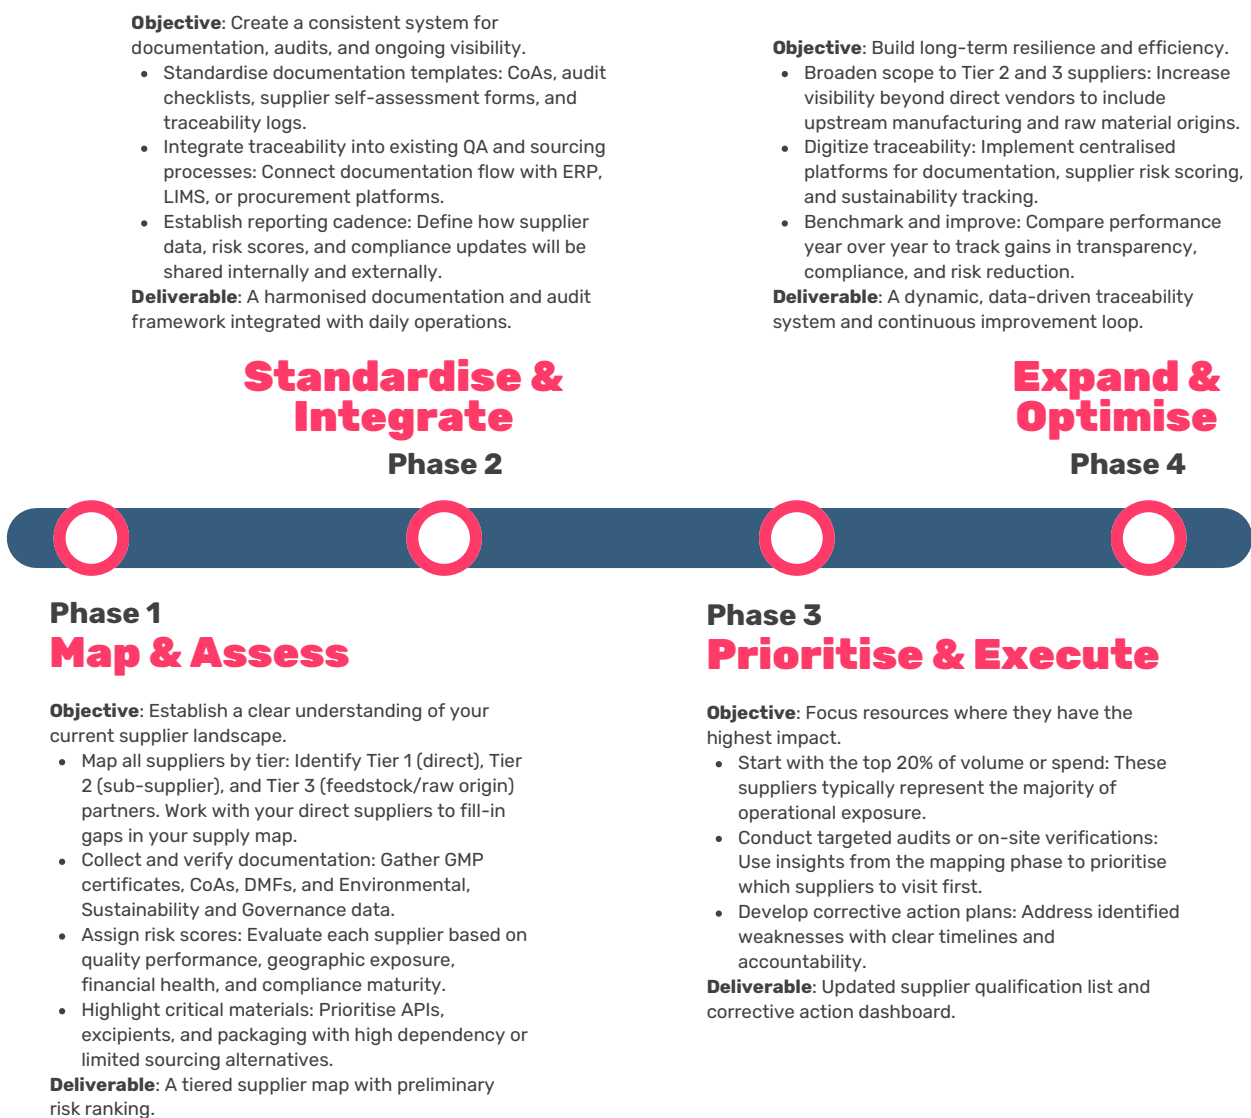 Objective: Create a consistent system for
documentation, audits, and ongoing visibility.
• Standardise documentation templates: CoAs, audit
checklists, supplier self-assessment forms, and
traceability logs.
• Integrate traceability into existing QA and sourcing
processes: Connect documentation flow with ERP,
LIMS, or procurement platforms.
• Establish reporting cadence: Define how supplier
data, risk scores, and compliance updates will be
shared internally and externally.
Deliverable: A harmonised documentation and audit
framework integrated with daily operations.
Standardise &
Integrate
Phase 2
Objective: Build long-term resilience and efficiency.
• Broaden scope to Tier 2 and 3 suppliers: Increase
visibility beyond direct vendors to include
upstream manufacturing and raw material origins.
• Digitize traceability: Implement centralised
platforms for documentation, supplier risk scoring,
and sustainability tracking.
• Benchmark and improve: Compare performance
year over year to track gains in transparency,
compliance, and risk reduction.
Deliverable: A dynamic, data-driven traceability
system and continuous improvement loop.
Expand &
Optimise
Phase 4
Phase 1
Map & Assess
Objective: Establish a clear understanding of your
current supplier landscape.
• Map all suppliers by tier: Identify Tier 1 (direct), Tier
2 (sub-supplier), and Tier 3 (feedstock/raw origin)
partners. Work with your direct suppliers to fill-in
gaps in your supply map.
• Collect and verify documentation: Gather GMP
certificates, CoAs, DMFs, and Environmental,
Sustainability and Governance data.
• Assign risk scores: Evaluate each supplier based on
quality performance, geographic exposure,
financial health, and compliance maturity.
• Highlight critical materials: Prioritise APIs,
excipients, and packaging with high dependency or
limited sourcing alternatives.
Deliverable: A tiered supplier map with preliminary
risk ranking.
Phase 3
Prioritise & Execute
Objective: Focus resources where they have the
highest impact.
• Start with the top 20% of volume or spend: These
suppliers typically represent the majority of
operational exposure.
• Conduct targeted audits or on-site verifications:
Use insights from the mapping phase to prioritise
which suppliers to visit first.
• Develop corrective action plans: Address identified
weaknesses with clear timelines and
accountability.
Deliverable: Updated supplier qualification list and
corrective action dashboard.